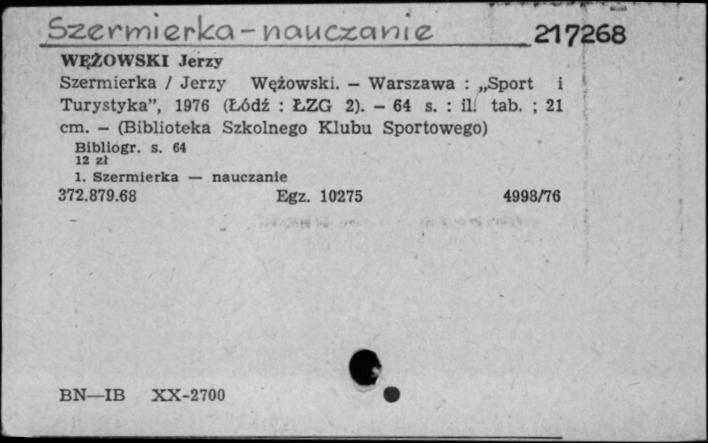 Szermierka - nauczanie 217268
WĘŻOWSKI Jerzy
Szermierka / Jerzy Wężowski. – Warszawa : „Sport i
Turystyka”, 1976 (Łódź : ŁZG 2). – 64 s. : il. tab. ; 21
cm. – (Biblioteka Szkolnego Klubu Sportowego)
Bibliogr. s. 64
12 zł
1. Szermierka — nauczanie
372.879.68 Egz. 10275 4998/76
BN—IB XX-2700